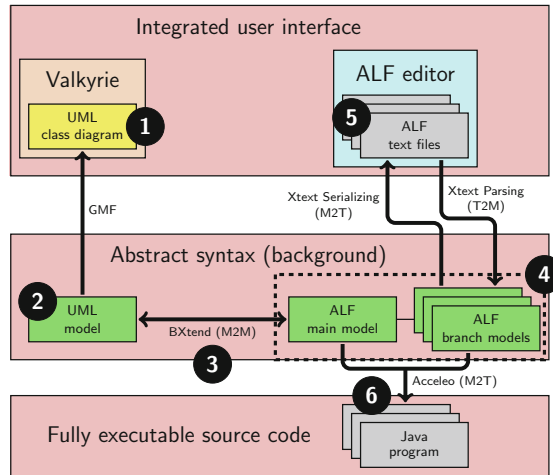 Integrated user interface
Valkyrie
ALF editor
UML
class diagram
1
5
ALF
text files
GMF
Xtext Serializing
(M2T)
Xtext Parsing
(T2M)
Abstract syntax (background)
4
2
UML
model
BXtend (M2M)
3
ALF
main model
ALF
branch models
Acceleo (M2T)
6
Fully executable source code
Java
program